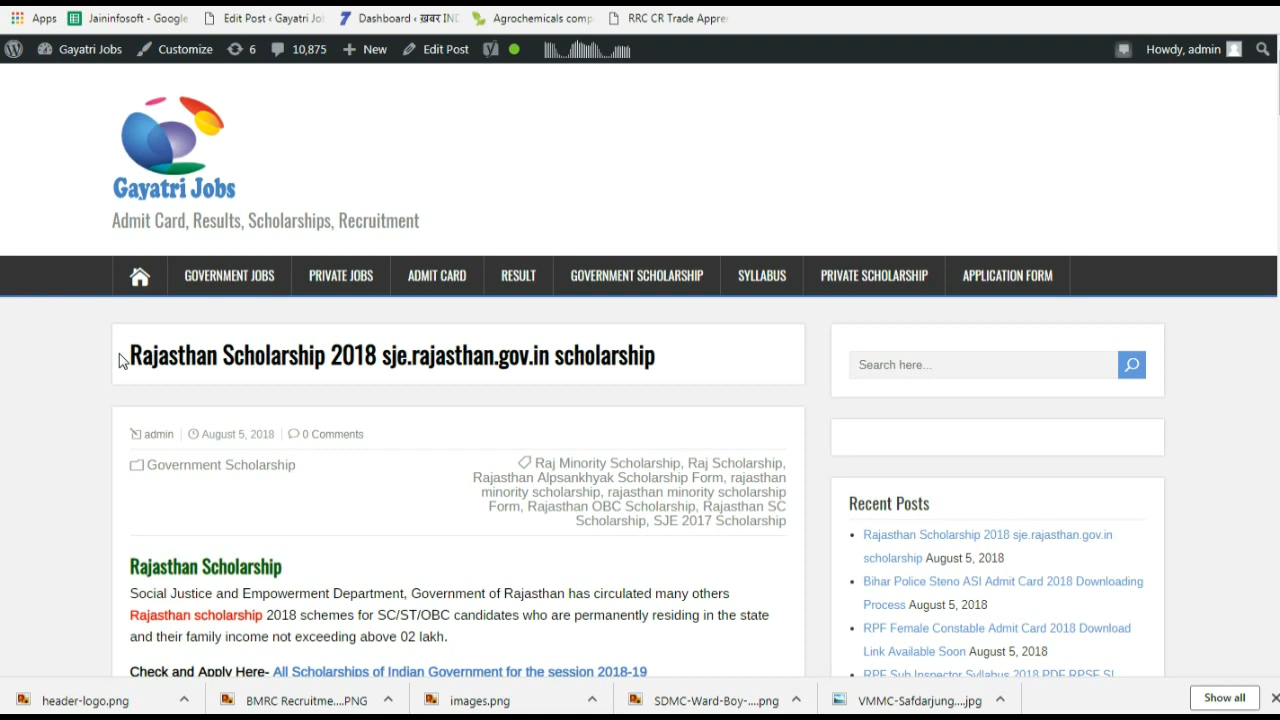 Apps Jaininfosoft - Google Edit Post ‹ Gayatri Jo Dashboard ‹ ख़बर IND Agrochemicals comp RRC CR Trade Appre
Gayatri Jobs Customize 6 10,875 New Edit Post Howdy, admin
Gayatri Jobs
Admit Card, Results, Scholarships, Recruitment
GOVERNMENT JOBS PRIVATE JOBS ADMIT CARD RESULT GOVERNMENT SCHOLARSHIP SYLLABUS PRIVATE SCHOLARSHIP APPLICATION FORM
Rajasthan Scholarship 2018 sje.rajasthan.gov.in scholarship
admin August 5, 2018 0 Comments
Government Scholarship
Raj Minority Scholarship, Raj Scholarship,
Rajasthan Alpsankhyak Scholarship Form, rajasthan
minority scholarship, rajasthan minority scholarship
Form, Rajasthan OBC Scholarship, Rajasthan SC
Scholarship, SJE 2017 Scholarship
Rajasthan Scholarship
Social Justice and Empowerment Department, Government of Rajasthan has circulated many others
Rajasthan scholarship 2018 schemes for SC/ST/OBC candidates who are permanently residing in the state
and their family income not exceeding above 02 lakh.
Check and Apply Here- All Scholarships of Indian Government for the session 2018-19
Search here...
Recent Posts
Rajasthan Scholarship 2018 sje.rajasthan.gov.in
scholarship August 5, 2018
Bihar Police Steno ASI Admit Card 2018 Downloading
Process August 5, 2018
RPF Female Constable Admit Card 2018 Download
Link Available Soon August 5, 2018
RPF Sub Inspector Syllabus 2018 PDF RPSF SI
header-logo.png BMRC Recruitme....PNG images.png SDMC-Ward-Boy-....png VMMC-Safdarjung....jpg Show all